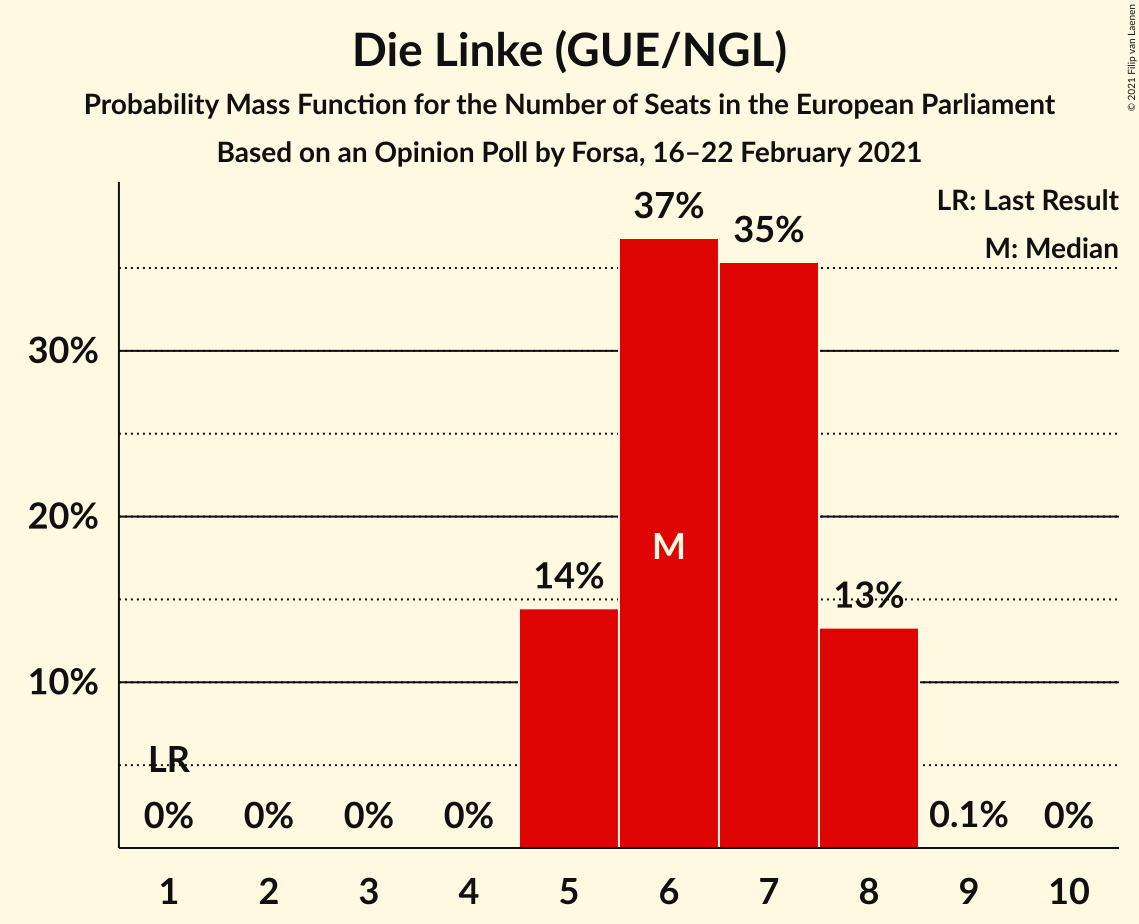 Die Linke (GUE/NGL)
Probability Mass Function for the Number of Seats in the European Parliament
Based on an Opinion Poll by Forsa, 16–22 February 2021
© 2021 Filip van Laenen
LR: Last Result
M: Median
37%
35%
30%
20%
M
14%
13%
10%
LR
0%
0%
0%
0%
0.1%
0%
1 2 3 4 5 6 7 8 9 10